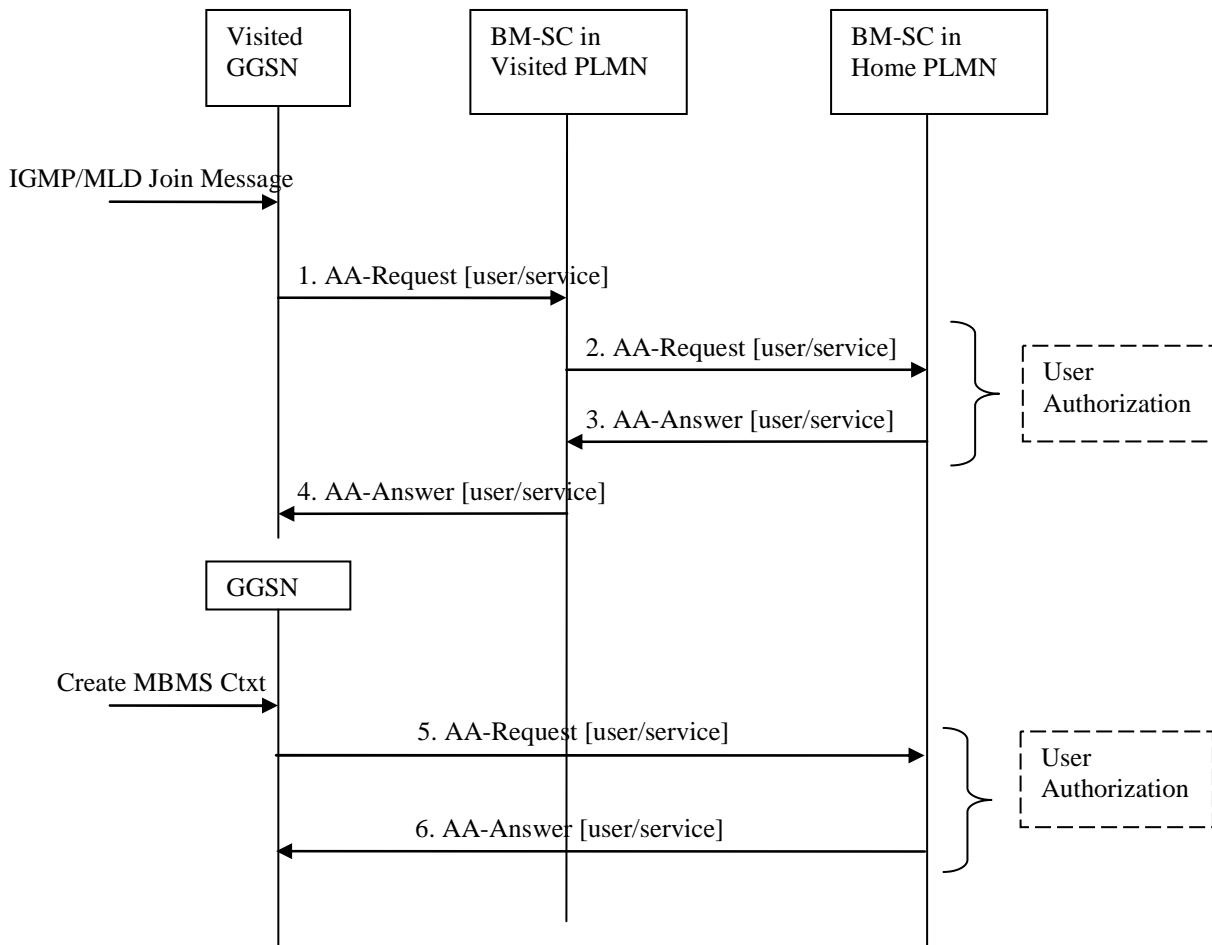 Visited
GGSN
BM-SC in
Visited PLMN
BM-SC in
Home PLMN
IGMP/MLD Join Message
1. AA-Request [user/service]
2. AA-Request [user/service]
User
Authorization
3. AA-Answer [user/service]
4. AA-Answer [user/service]
GGSN
Create MBMS Ctxt
5. AA-Request [user/service]
User
Authorization
6. AA-Answer [user/service]